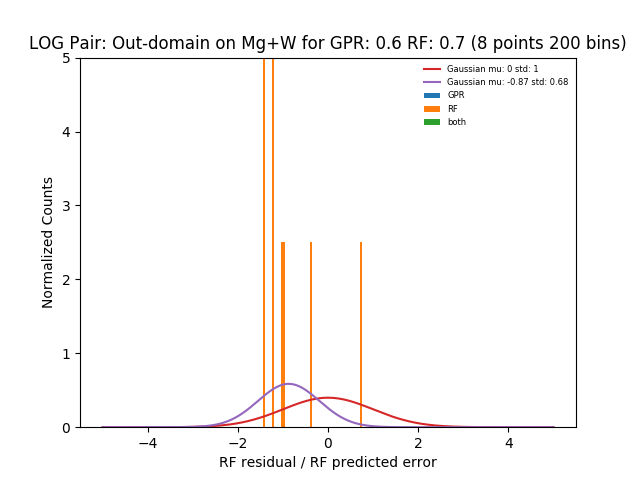 LOG Pair: Out-domain on Mg+W for GPR: 0.6 RF: 0.7 (8 points 200 bins)
Gaussian mu: 0 std: 1
Gaussian mu: -0.87 std: 0.68
GPR
RF
both
Normalized Counts
5
4
3
2
1
0
−4 −2 0 2 4
RF residual / RF predicted error